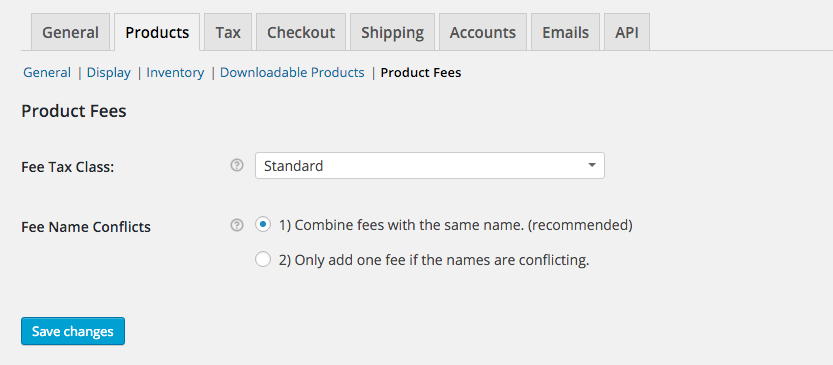 General Products Tax Checkout Shipping Accounts Emails API
General | Display | Inventory | Downloadable Products | Product Fees
Product Fees
Fee Tax Class: ? Standard
Fee Name Conflicts ? 1) Combine fees with the same name. (recommended)
2) Only add one fee if the names are conflicting.
Save changes